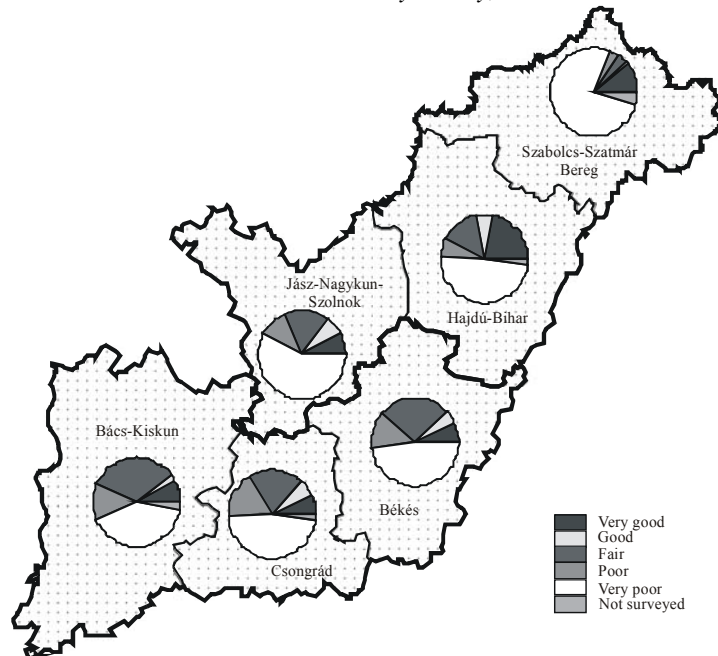 Szabolcs-Szatmár
Bereg
Jász-Nagykun-
Szolnok
Hajdú-Bihar
Bács-Kiskun
Békés
Csongrád
Very good
Good
Fair
Poor
Very poor
Not surveyed